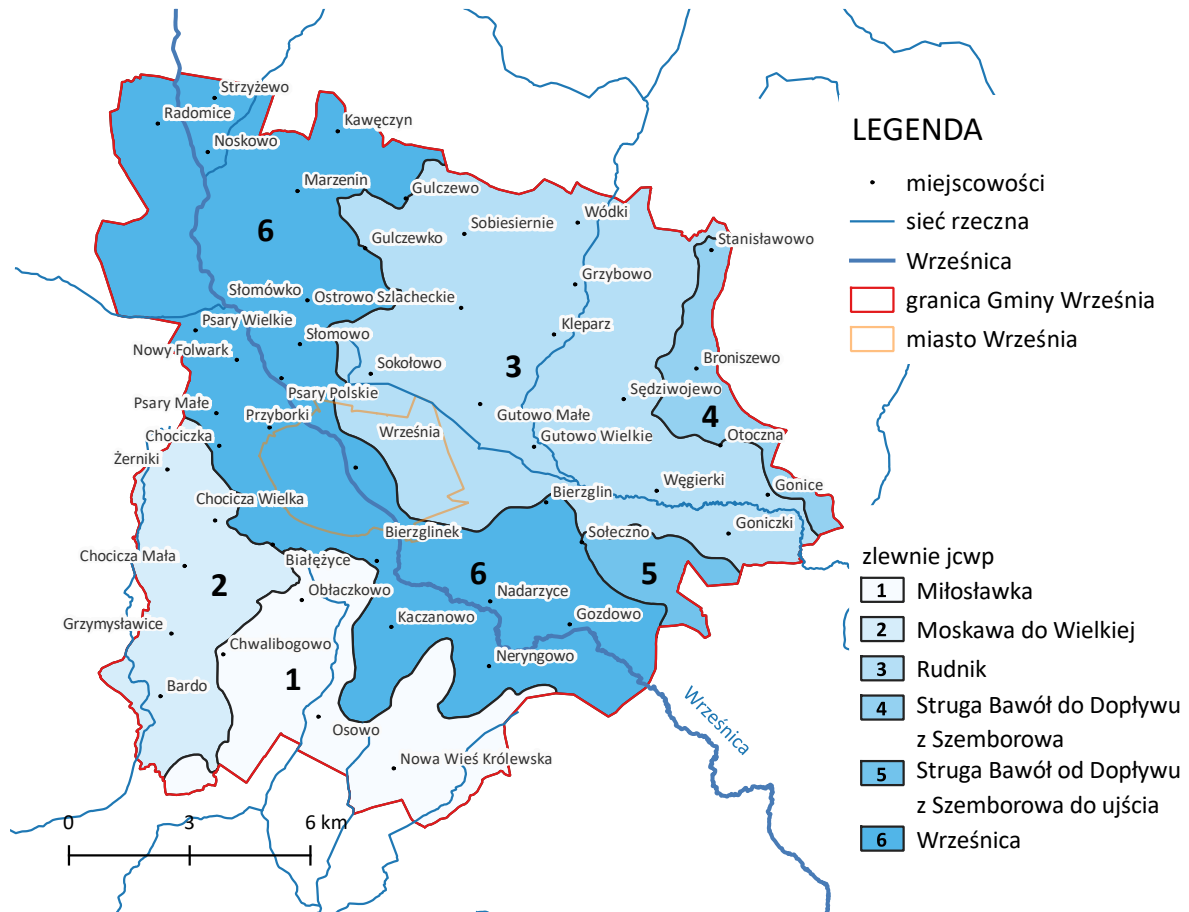 Strzyżewo
Radomice
Kawęczyn
Noskowo
Marzenin
Gulczewo
Sobiesiernie
Wódki
6
Gulczewko
Stanisławowo
Grzybowo
Słomówko
Ostrowo Szlacheckie
Psary Wielkie
Słomowo
Kleparz
Nowy Folwark
Sokołowo
3
Broniszewo
Psary Polskie
Sędziwojewo
Psary Małe
Przyborki
Gutowo Małe
4
Chociczka
Września
Gutowo Wielkie
Otoczna
Żerniki
Chocicza Wielka
Bierzglin
Węgierki
Gonice
Bierzglinek
Sołeczno
Goniczki
Chocicza Mała
Białężyce
2
Obłaczkowo
6
5
Nadarzyce
Grzymysławice
Kaczanowo
Gozdowo
Chwalibogowo
1
Neryngowo
Bardo
Osowo
Września
Nowa Wieś Królewska
Wrześnica
0 3 6 km
LEGENDA
miejscowości
sieć rzeczna
Wrześnica
granica Gminy Września
miasto Września
zlewnie jcwp
1 Miłosławka
2 Moskawa do Wielkiej
3 Rudnik
4 Struga Bawół do Dopływu
z Szemborowa
5 Struga Bawół od Dopływu
z Szemborowa do ujścia
6 Wrześnica